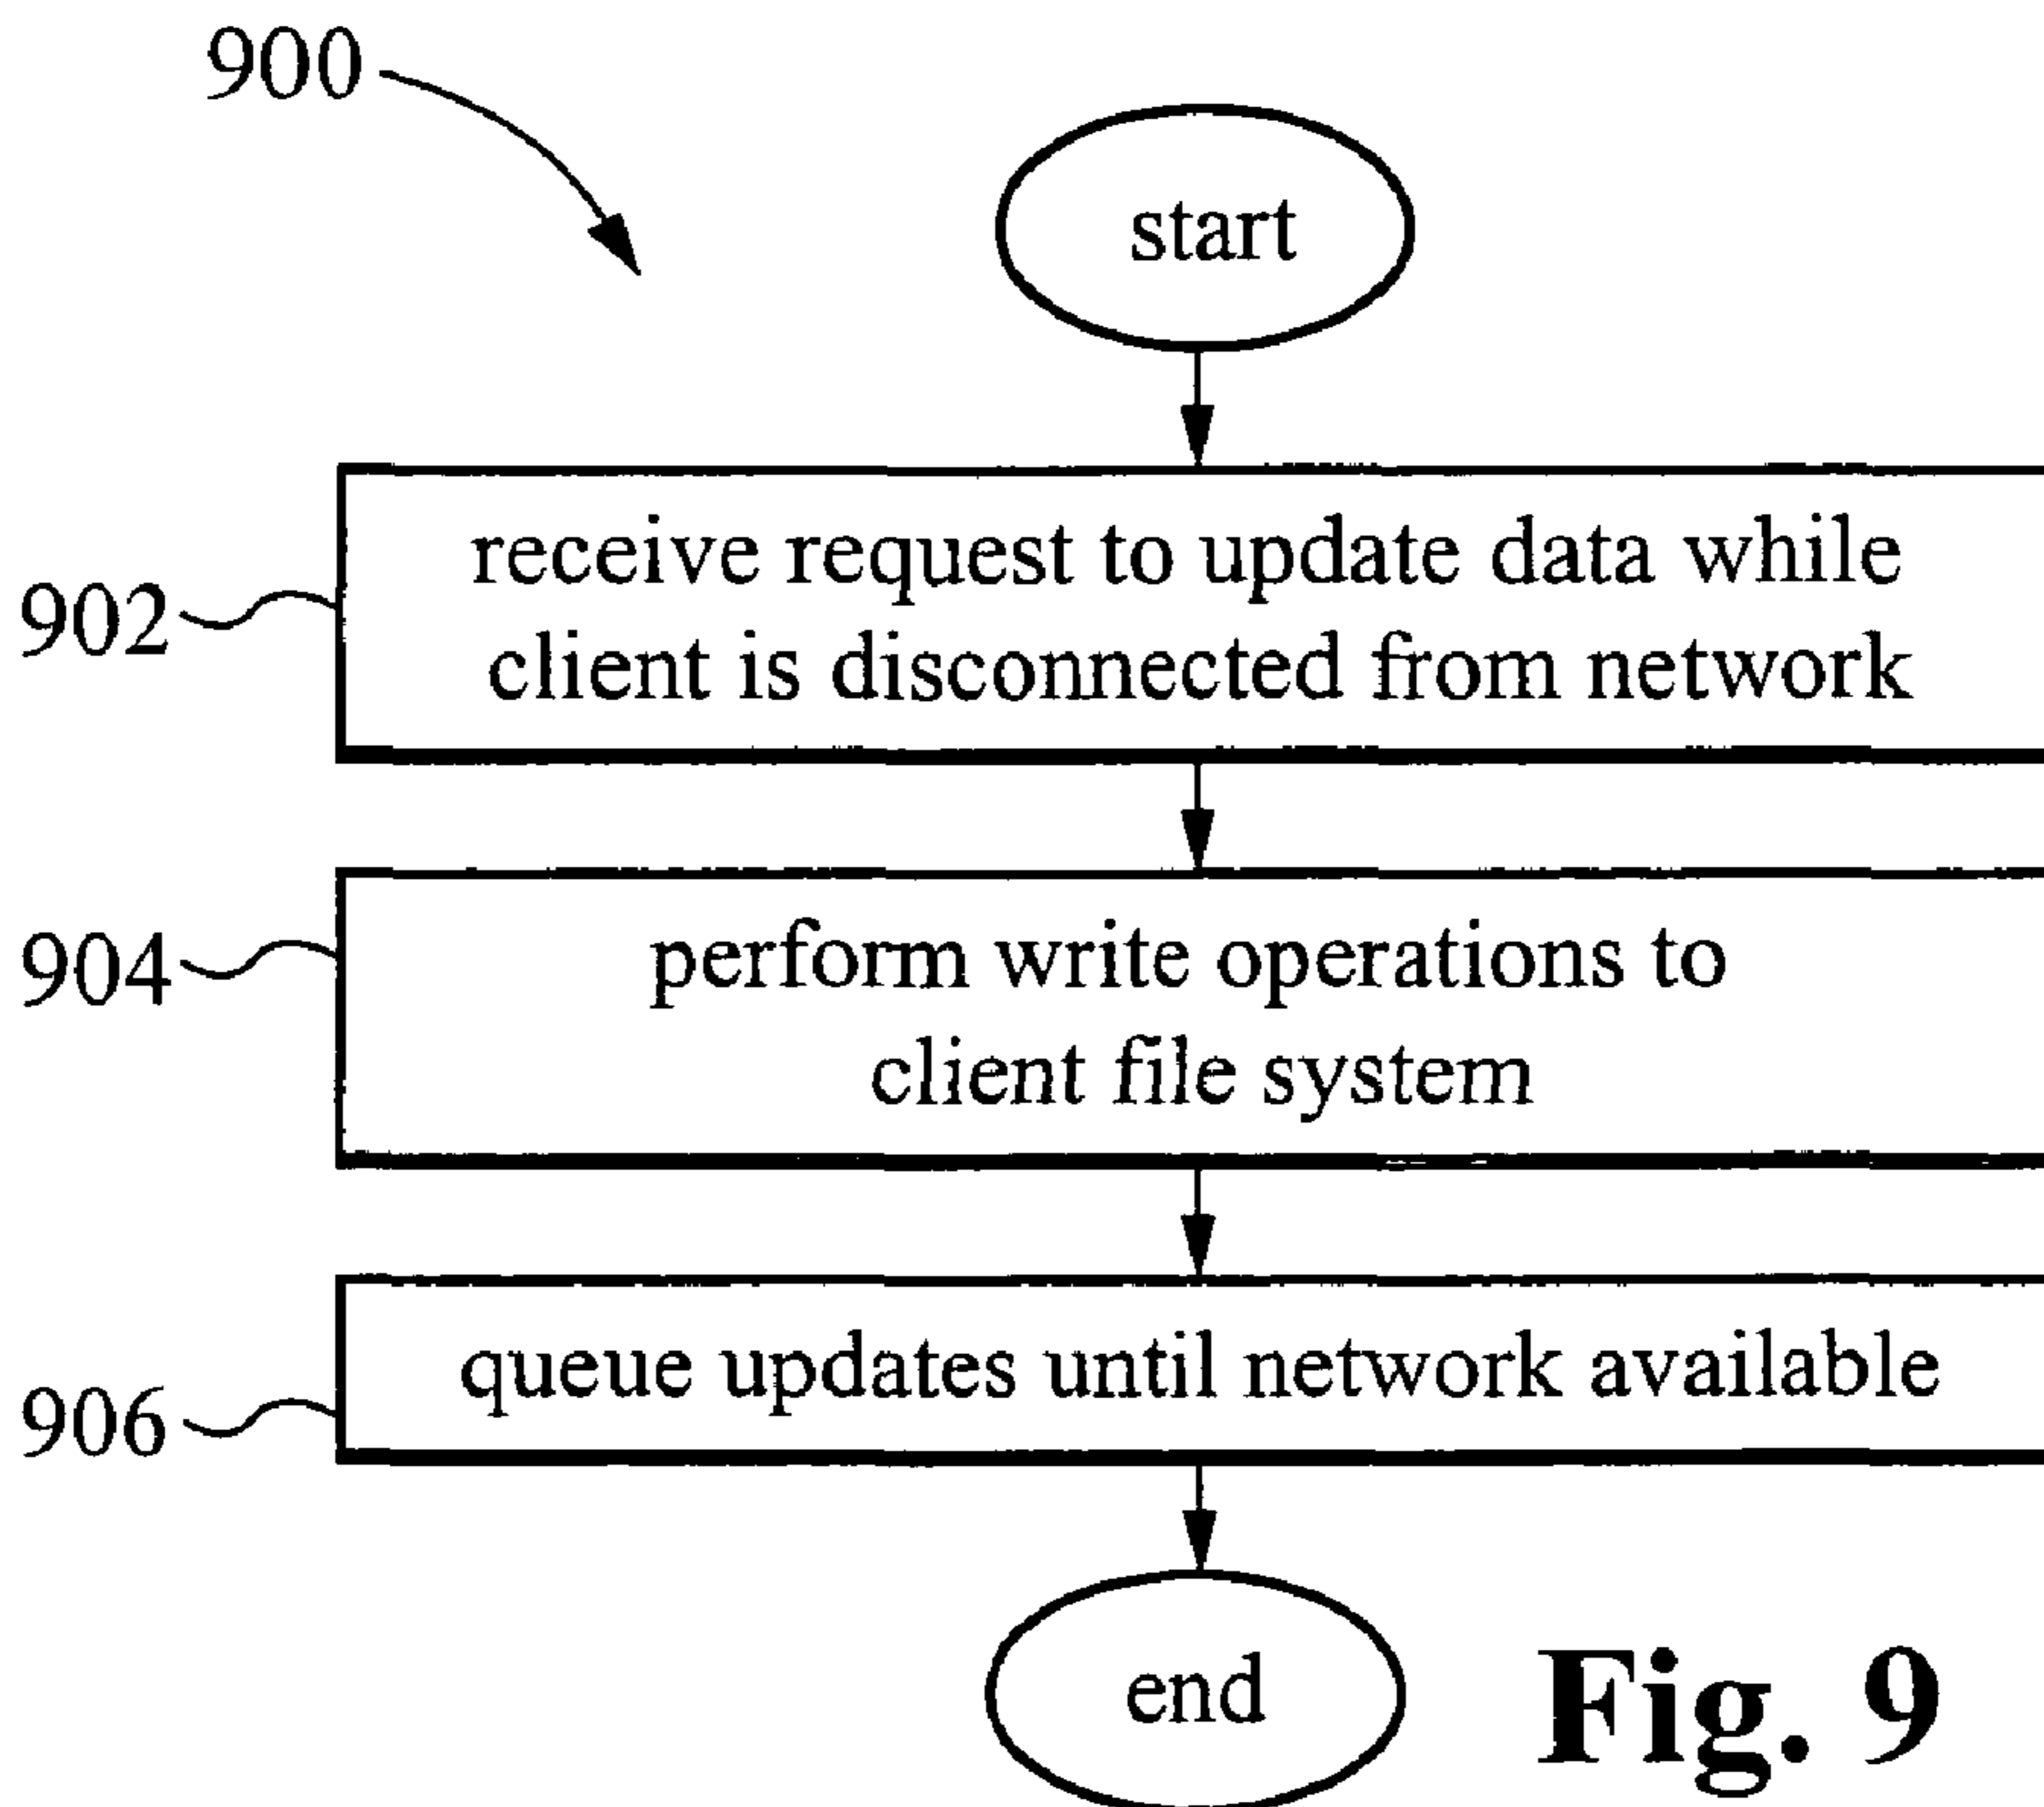 900
start
902
receive request to update data while
client is disconnected from network
904
perform write operations to
client file system
906
queue updates until network available
end
Fig. 9